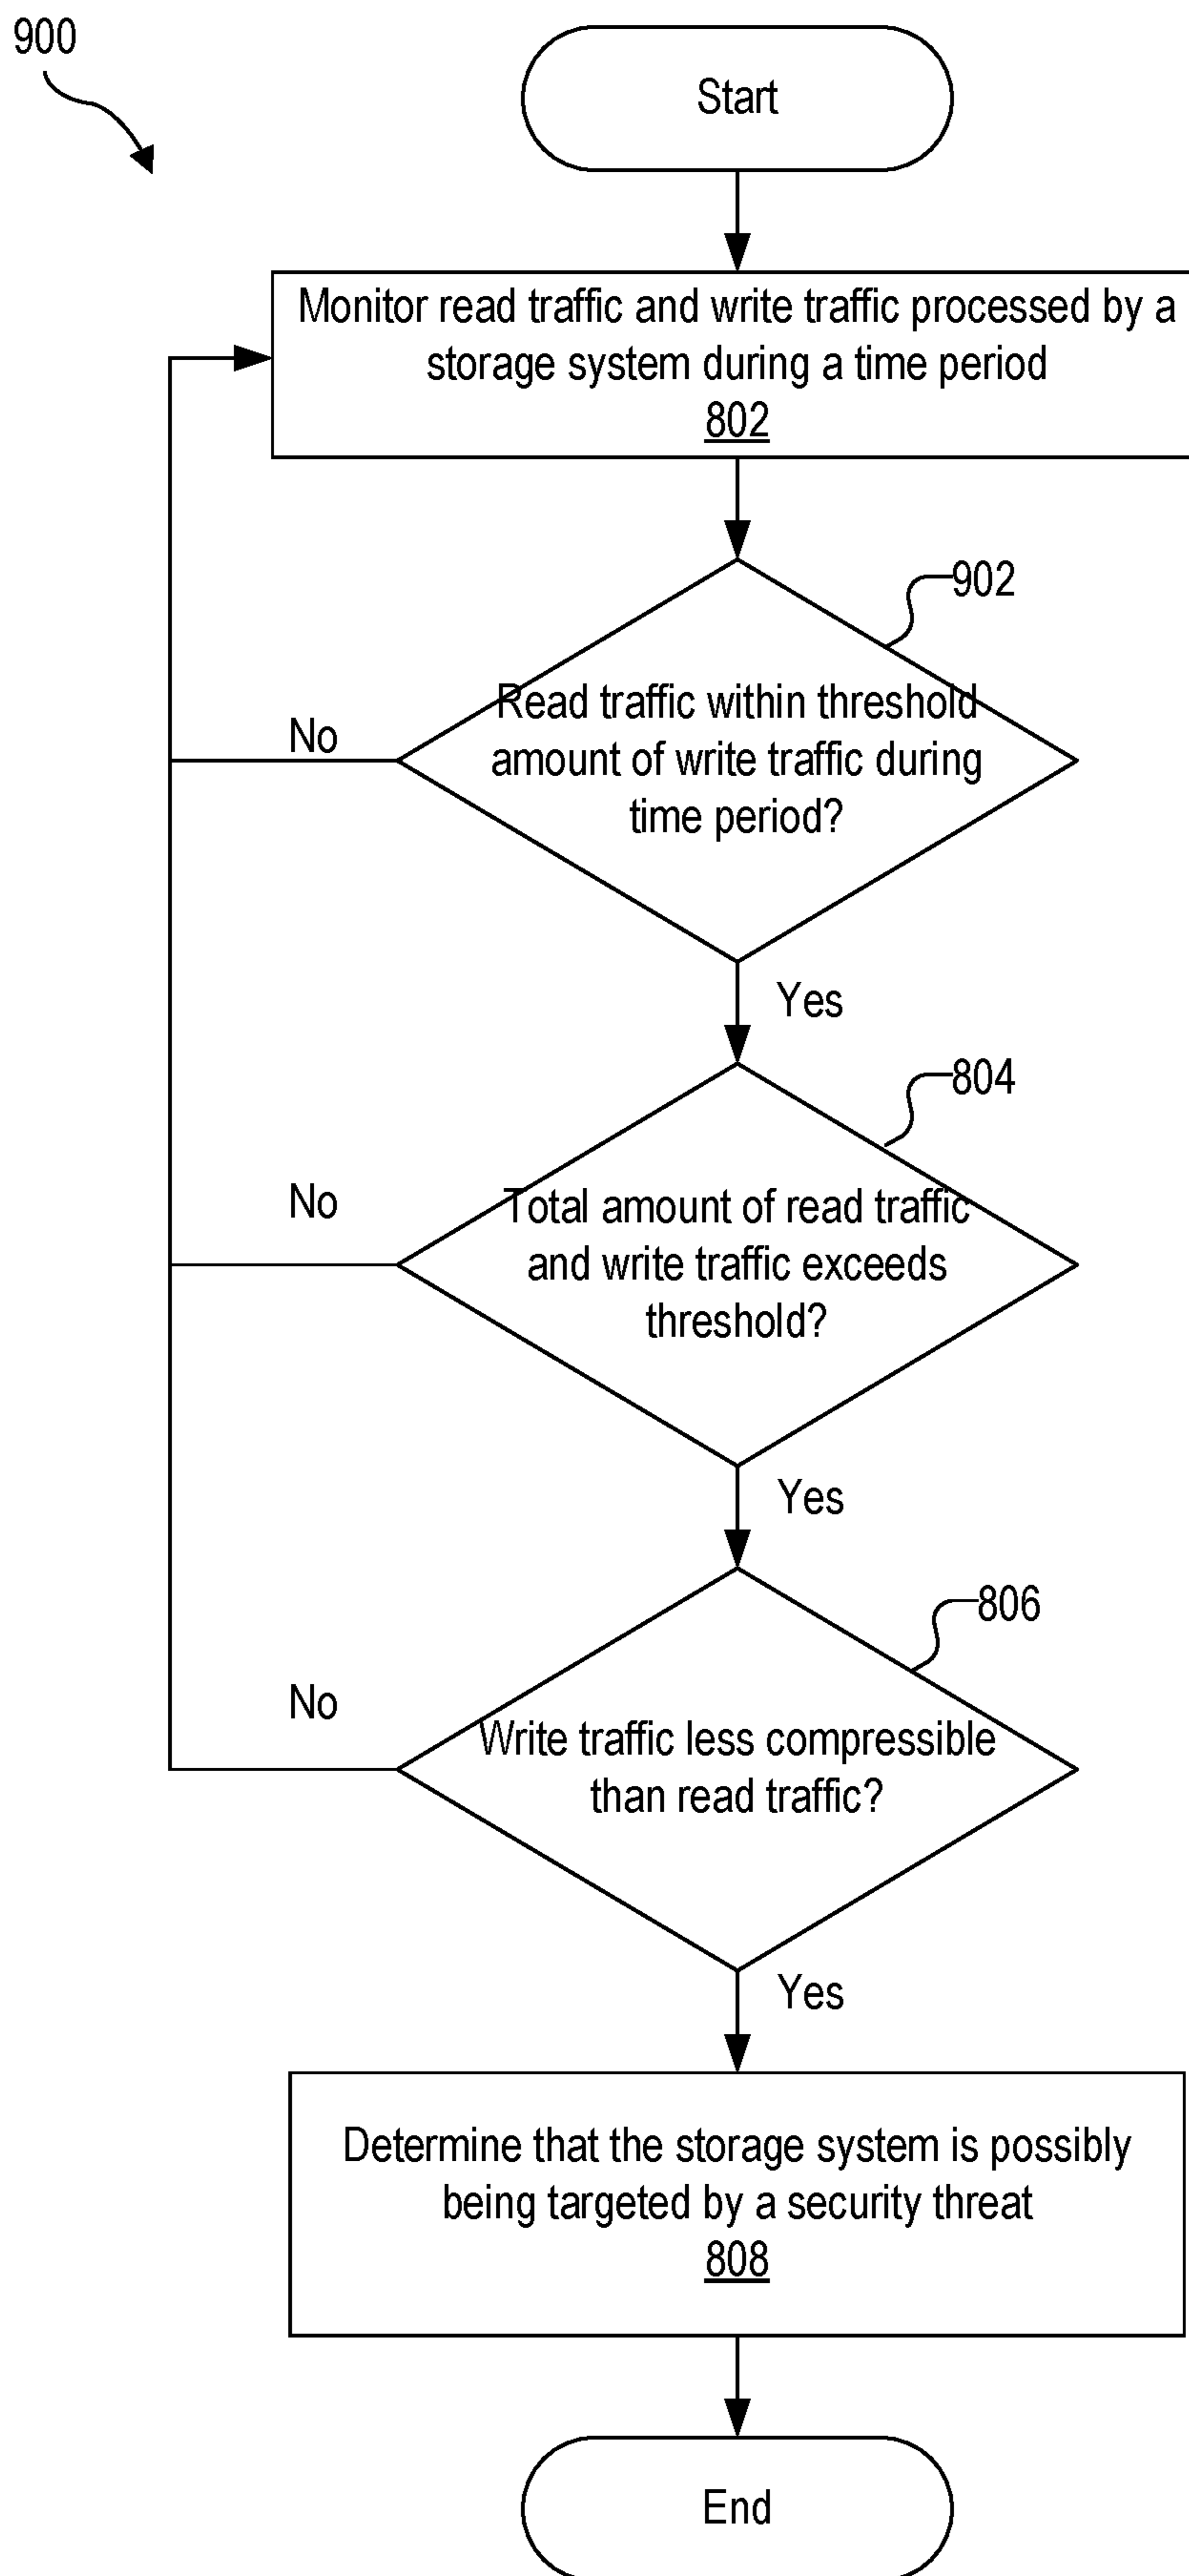 900
Start
Monitor read traffic and write traffic processed by a
storage system during a time period
802
902
Read traffic within threshold
amount of write traffic during
time period?
No
Yes
804
Total amount of read traffic
and write traffic exceeds
threshold?
No
Yes
806
Write traffic less compressible
than read traffic?
No
Yes
Determine that the storage system is possibly
being targeted by a security threat
808
End